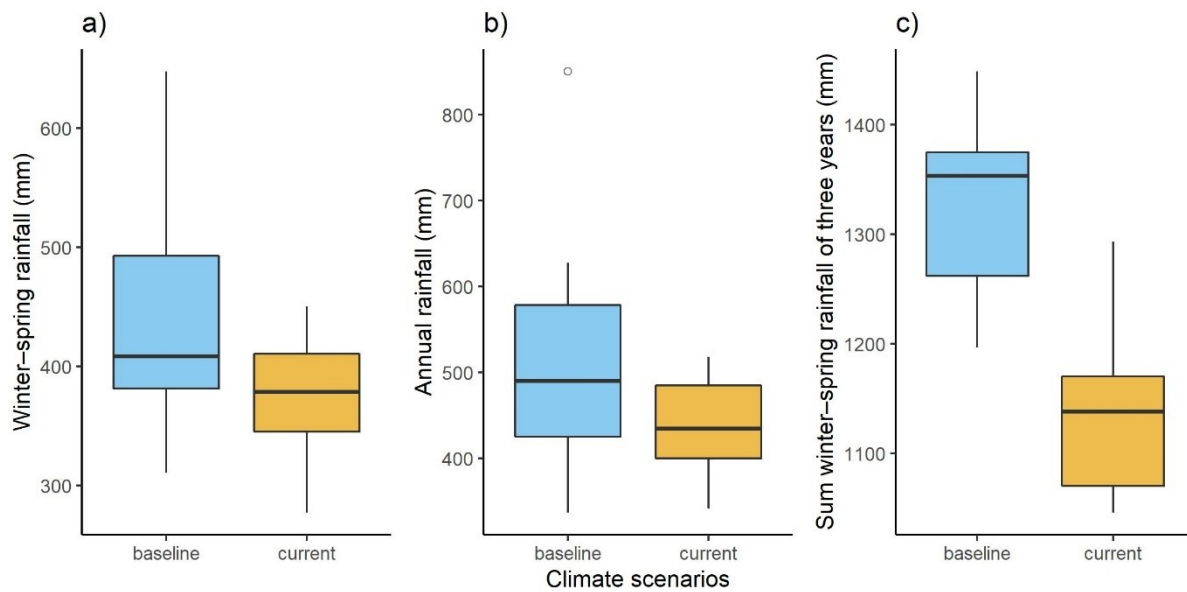 a)
Winter–spring rainfall (mm)
600
500
400
300
baseline
current
b)
Annual rainfall (mm)
800
700
600
500
400
baseline
current
Climate scenarios
c)
Sum winter–spring rainfall of three years (mm)
1400
1300
1200
1100
baseline
current